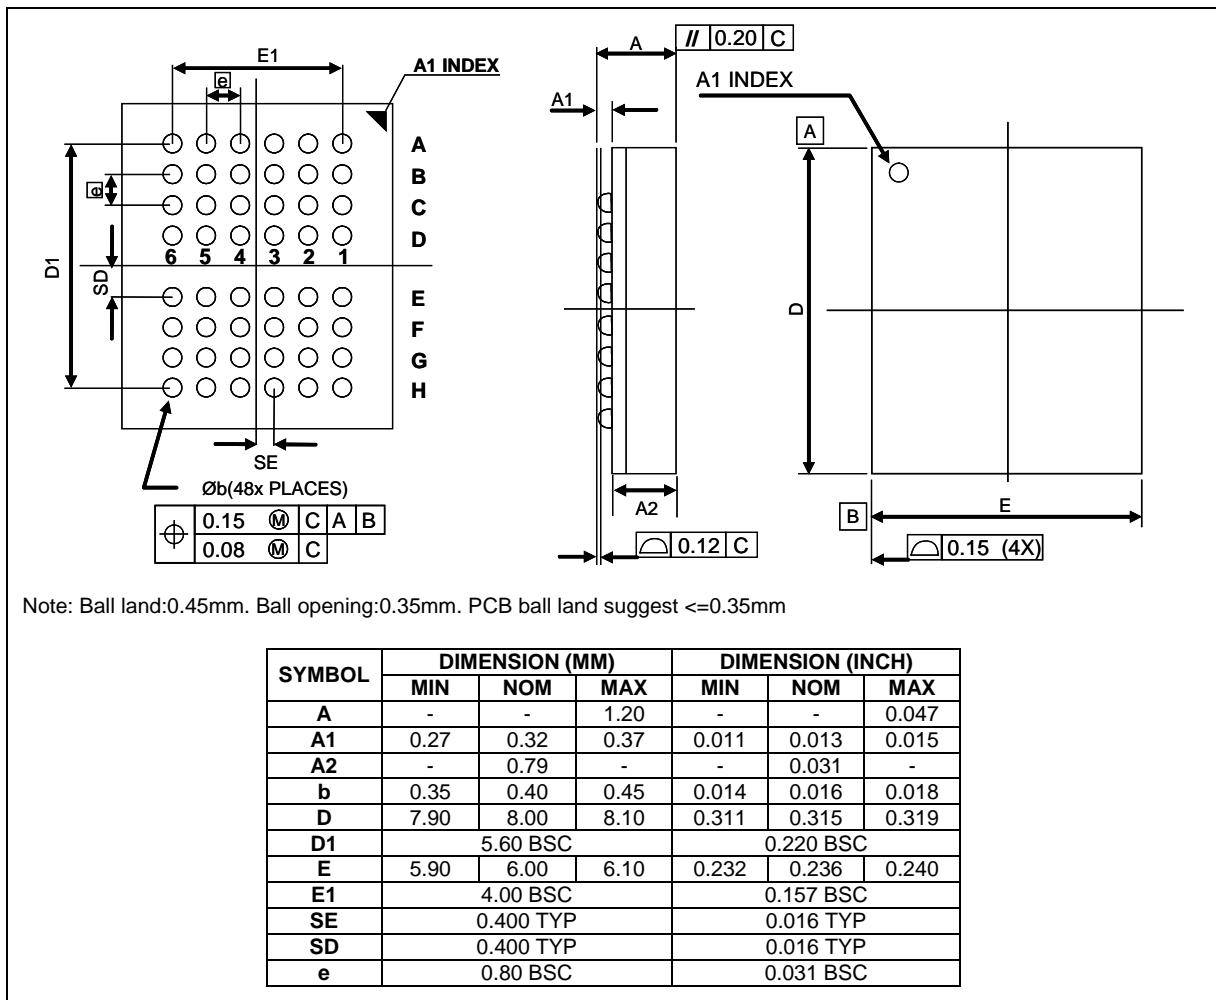 E1
e
A1 INDEX
A
B
C
D
6 5 4 3 2 1
E
F
G
H
e
D1
SD
SE
Øb(48x PLACES)
0.15 Ⓜ C A B
0.08 Ⓜ C
A
// 0.20 C
A1
A2
0.12 C
A1 INDEX
A
D
B
E
0.15 (4X)
Note: Ball land:0.45mm. Ball opening:0.35mm. PCB ball land suggest <=0.35mm
SYMBOL DIMENSION (MM) DIMENSION (INCH)
MIN NOM MAX MIN NOM MAX
A - - 1.20 - - 0.047
A1 0.27 0.32 0.37 0.011 0.013 0.015
A2 - 0.79 - - 0.031 -
b 0.35 0.40 0.45 0.014 0.016 0.018
D 7.90 8.00 8.10 0.311 0.315 0.319
D1 5.60 BSC 0.220 BSC
E 5.90 6.00 6.10 0.232 0.236 0.240
E1 4.00 BSC 0.157 BSC
SE 0.400 TYP 0.016 TYP
SD 0.400 TYP 0.016 TYP
e 0.80 BSC 0.031 BSC